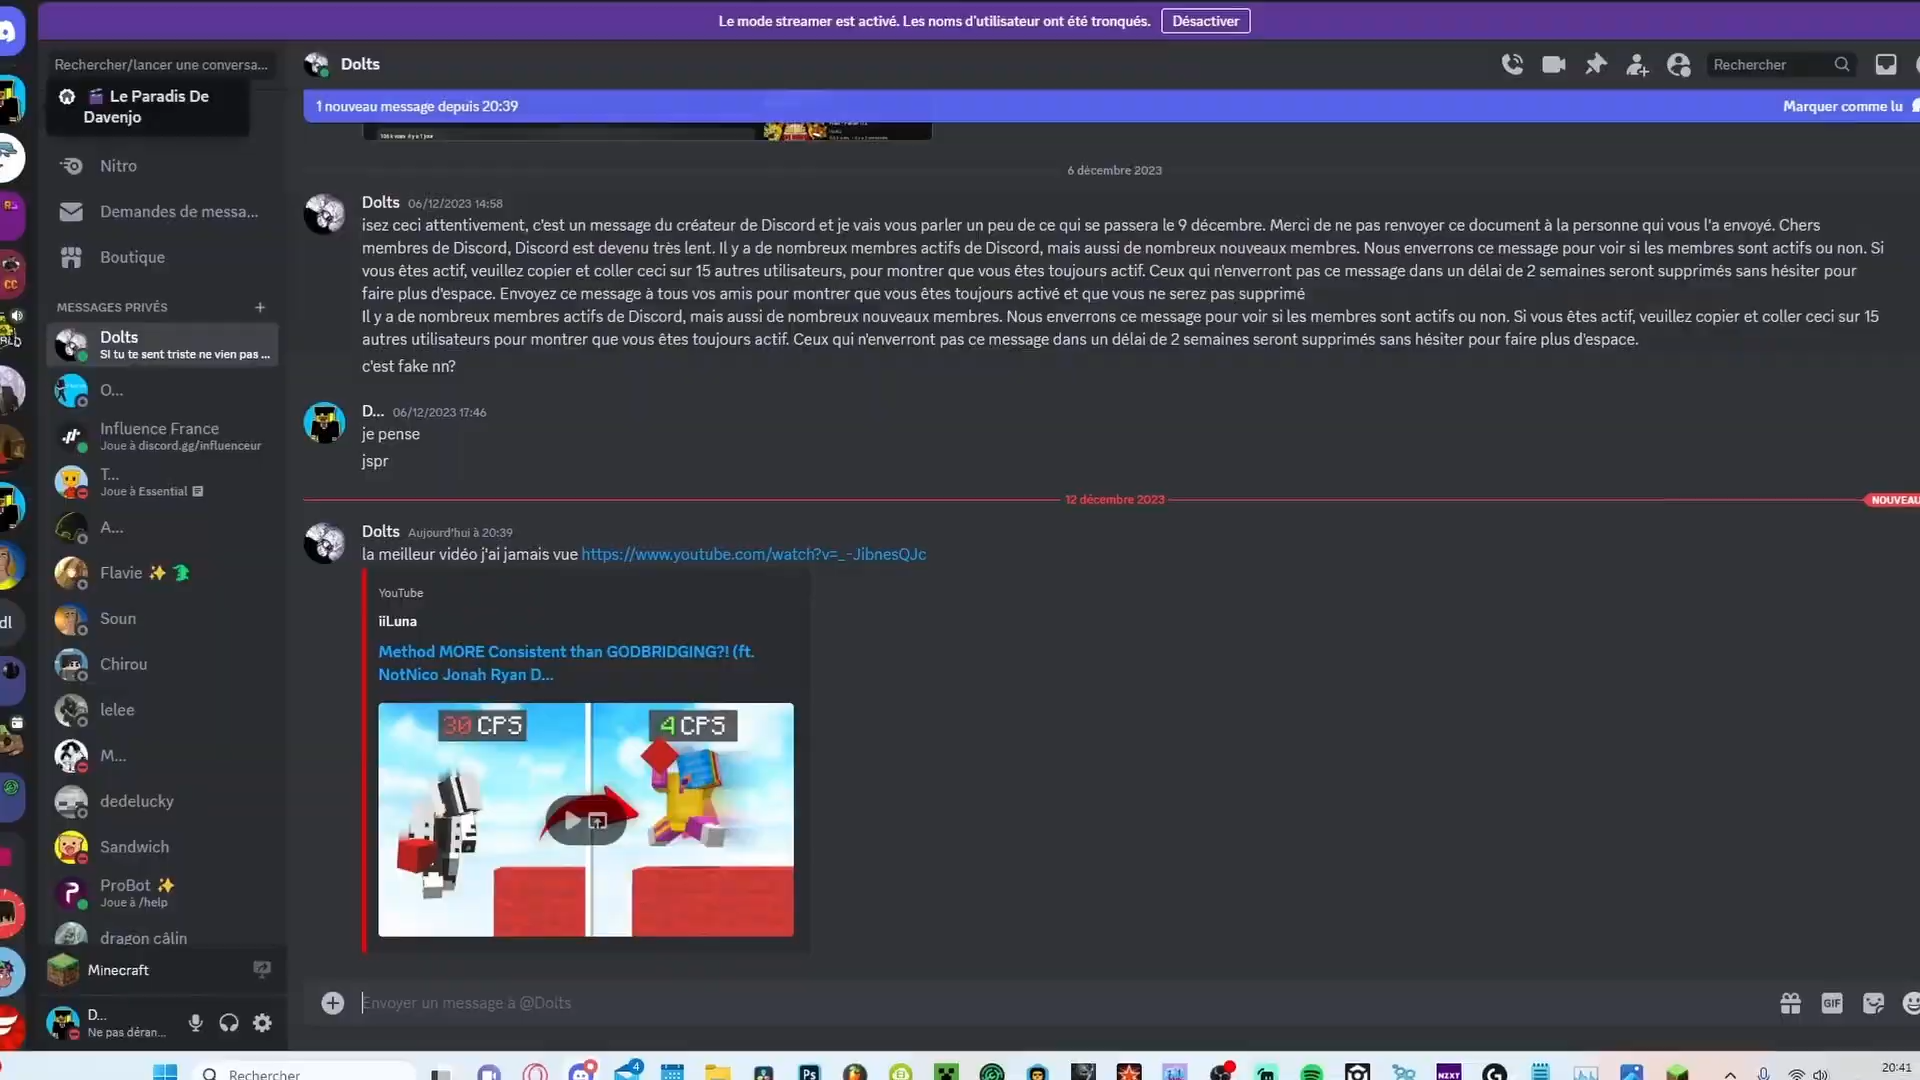 Le mode streamer est activé. Les noms d'utilisateur ont été tronqués.
Désactiver
Rechercher/lancer une conversa...
Le Paradis De
Davenjo
Nitro
Demandes de messa...
Boutique
MESSAGES PRIVÉS
Dolts
SI tu te sent triste ne vien pas ...
O...
Influence France
Joue à discord.gg/influenceur
T...
Joue à Essential
A...
Flavie
Soun
Chirou
lelee
M...
dedelucky
Sandwich
ProBot
Joue à /help
dragon câlin
Minecraft
D...
Ne pas déran...
Dolts
Rechercher
1 nouveau message depuis 20:39
Marquer comme lu
6 décembre 2023
Dolts 06/12/2023 14:58
isez ceci attentivement, c'est un message du créateur de Discord et je vais vous parler un peu de ce qui se passera le 9 décembre. Merci de ne pas renvoyer ce document à la personne qui vous l'a envoyé. Chers
membres de Discord, Discord est devenu très lent. Il y a de nombreux membres actifs de Discord, mais aussi de nombreux nouveaux membres. Nous enverrons ce message pour voir si les membres sont actifs ou non. Si
vous êtes actif, veuillez copier et coller ceci sur 15 autres utilisateurs, pour montrer que vous êtes toujours actif. Ceux qui n'enverront pas ce message dans un délai de 2 semaines seront supprimés sans hésiter pour
faire plus d'espace. Envoyez ce message à tous vos amis pour montrer que vous êtes toujours activé et que vous ne serez pas supprimé
Il y a de nombreux membres actifs de Discord, mais aussi de nombreux nouveaux membres. Nous enverrons ce message pour voir si les membres sont actifs ou non. Si vous êtes actif, veuillez copier et coller ceci sur 15
autres utilisateurs pour montrer que vous êtes toujours actif. Ceux qui n'enverront pas ce message dans un délai de 2 semaines seront supprimés sans hésiter pour faire plus d'espace.
c'est fake nn?
D... 06/12/2023 17:46
je pense
jspr
12 décembre 2023
NOUVEAU
Dolts Aujourd'hui à 20:39
la meilleur vidéo j'ai jamais vue https://www.youtube.com/watch?v=_-JibnesQJc
YouTube
iiLuna
Method MORE Consistent than GODBRIDGING?! (ft.
NotNico Jonah Ryan D...
30 CPS
4 CPS
Envoyer un message à @Dolts
GIF
Rechercher
4
Ps
NZXT
20:41